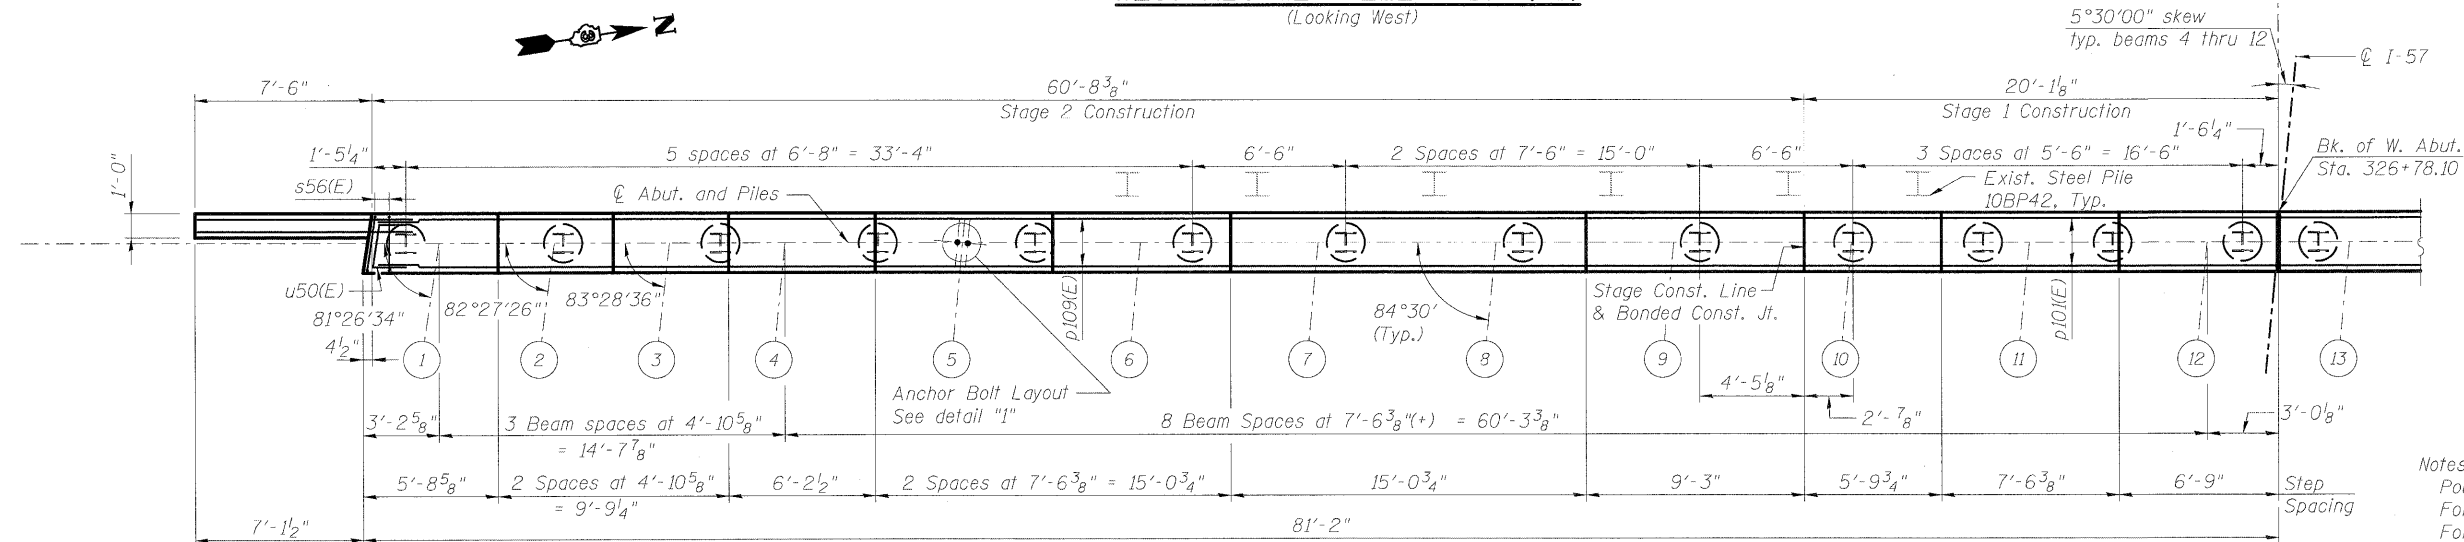 (Looking West)
N
5°30'00" skew
typ. beams 4 thru 12
℄ I-57
7'-6"
60'-8 3/8"
20'-1 1/8"
Stage 2 Construction
Stage 1 Construction
1'-5 1/4"
5 spaces at 6'-8" = 33'-4"
6'-6"
2 Spaces at 7'-6" = 15'-0"
6'-6"
3 Spaces at 5'-6" = 16'-6"
1'-6 1/4"
Bk. of W. Abut.
Sta. 326+78.10
1'-0"
s56(E)
℄ Abut. and Piles
Exist. Steel Pile
10BP42, Typ.
u50(E)
81°26'34"
82°27'26"
83°28'36"
p109(E)
84°30'
(Typ.)
Stage Const. Line
& Bonded Const. Jt.
p101(E)
4 1/2"
1
2
3
4
5
6
7
8
9
10
11
12
13
Anchor Bolt Layout
See detail "1"
4'-5 1/8"
2'-7/8"
3'-0 1/8"
3'-2 5/8"
3 Beam spaces at 4'-10 5/8"
= 14'-7 7/8"
8 Beam Spaces at 7'-6 3/8"(+) = 60'-3 3/8"
5'-8 5/8"
2 Spaces at 4'-10 5/8"
= 9'-9 1/4"
6'-2 1/2"
2 Spaces at 7'-6 3/8" = 15'-0 3/4"
15'-0 3/4"
9'-3"
5'-9 3/4"
7'-6 3/8"
6'-9"
Step
Spacing
7'-1 1/2"
81'-2"
Notes